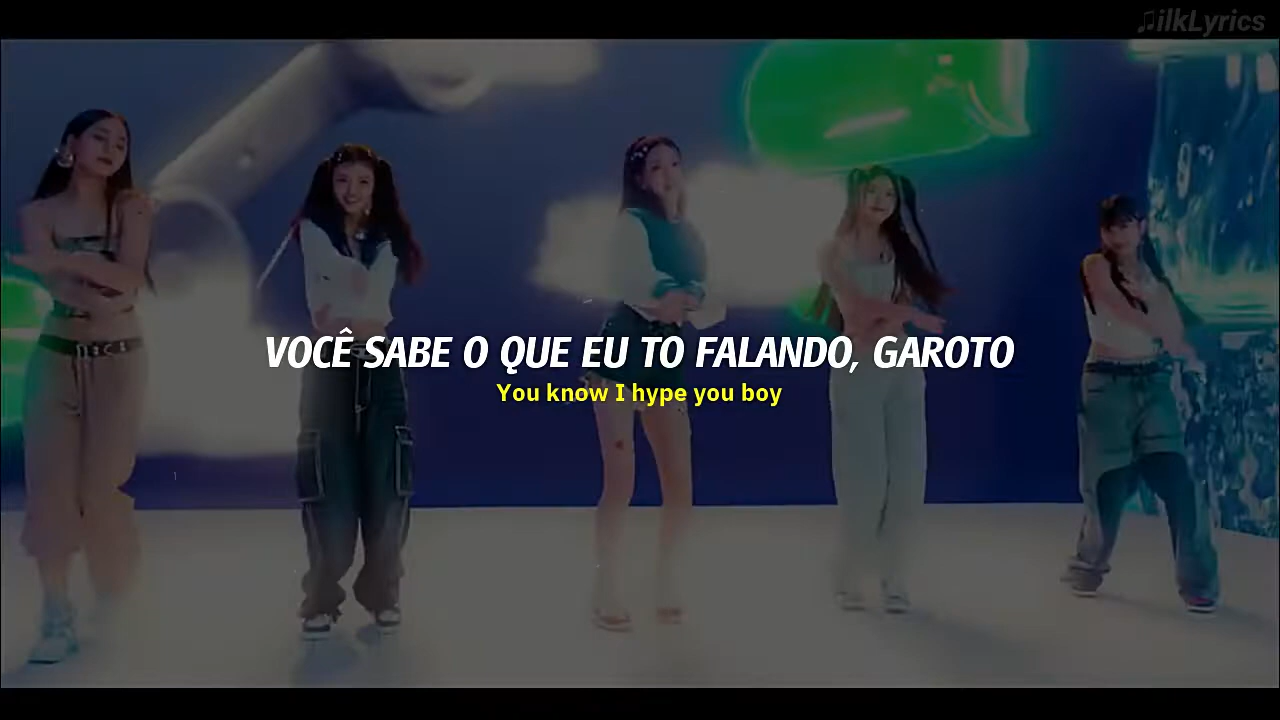 ♫ilkLyrics
VOCÊ SABE O QUE EU TO FALANDO, GAROTO
You know I hype you boy